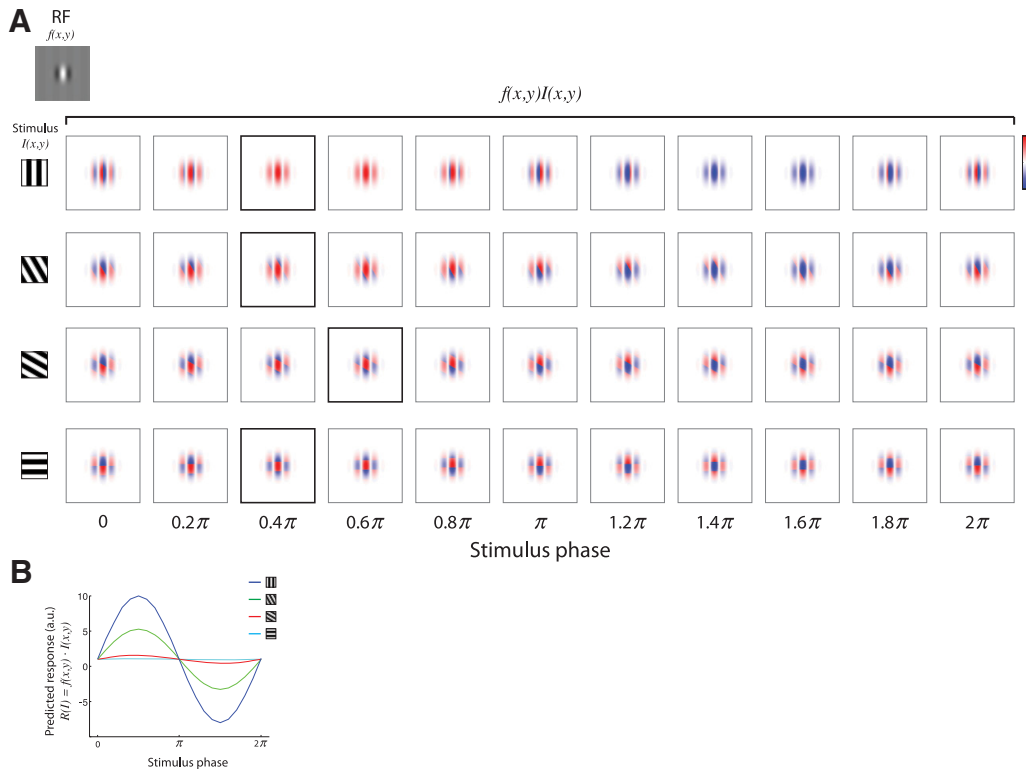 A
RF
f(x,y)
f(x,y)I(x,y)
Stimulus
I(x,y)
0 0.2π 0.4π 0.6π 0.8π π 1.2π 1.4π 1.6π 1.8π 2π
Stimulus phase
B
Predicted response (a.u.)
R(I) = f(x,y) · I(x,y)
10
5
0
-5
0 π 2π
Stimulus phase